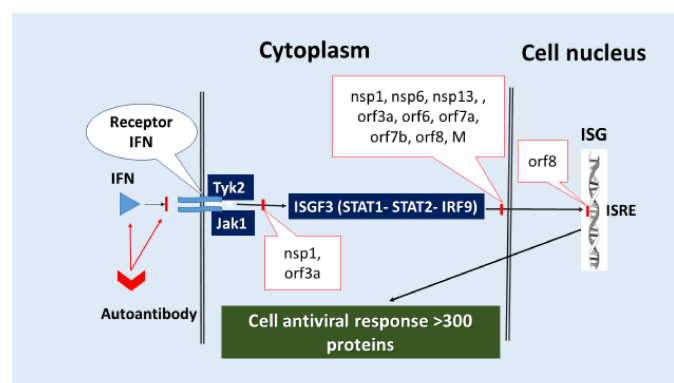 Cytoplasm
Cell nucleus
nsp1, nsp6, nsp13, ,
orf3a, orf6, orf7a,
orf7b, orf8, M
Receptor
IFN
ISG
orf8
IFN
Tyk2
ISGF3 (STAT1- STAT2- IRF9)
ISRE
Jak1
nsp1,
orf3a
Autoantibody
Cell antiviral response >300
proteins